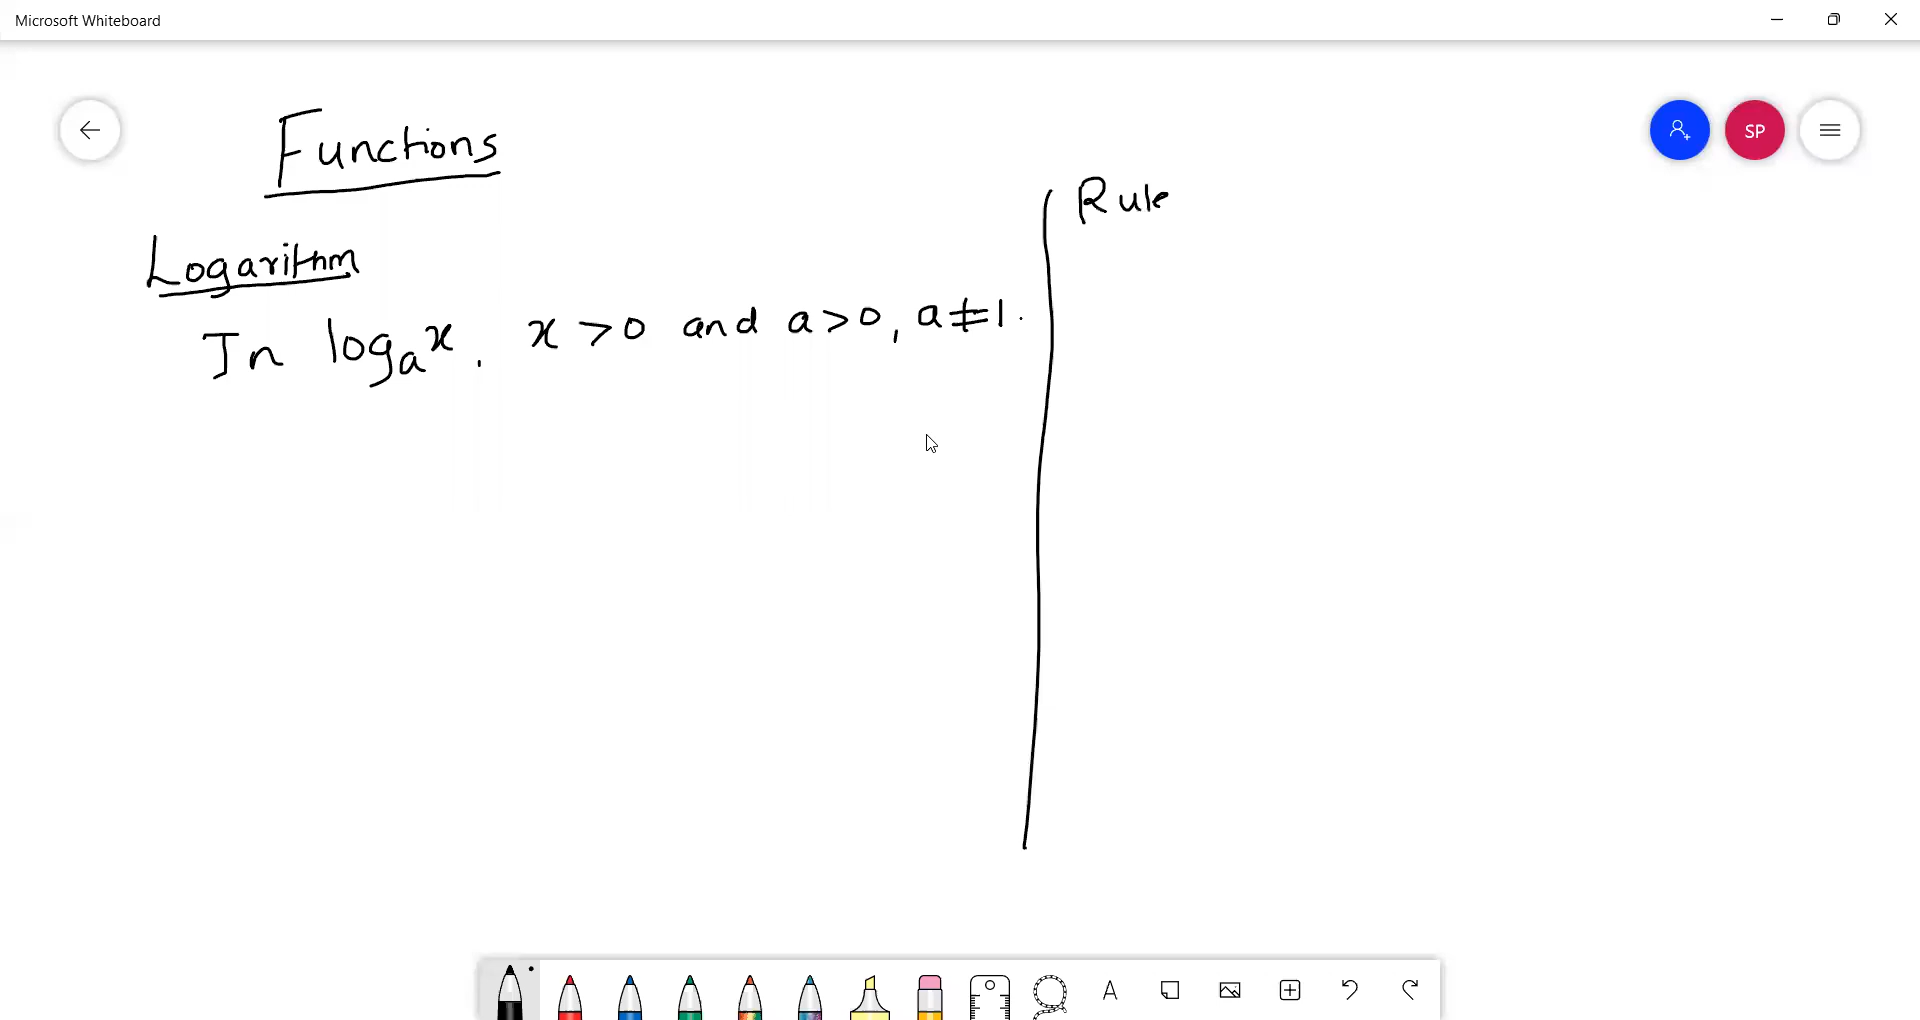 Microsoft Whiteboard
SP
Functions
Rule
Logarithm
In logₐx. x > 0 and a > 0, a ≠ 1.
A